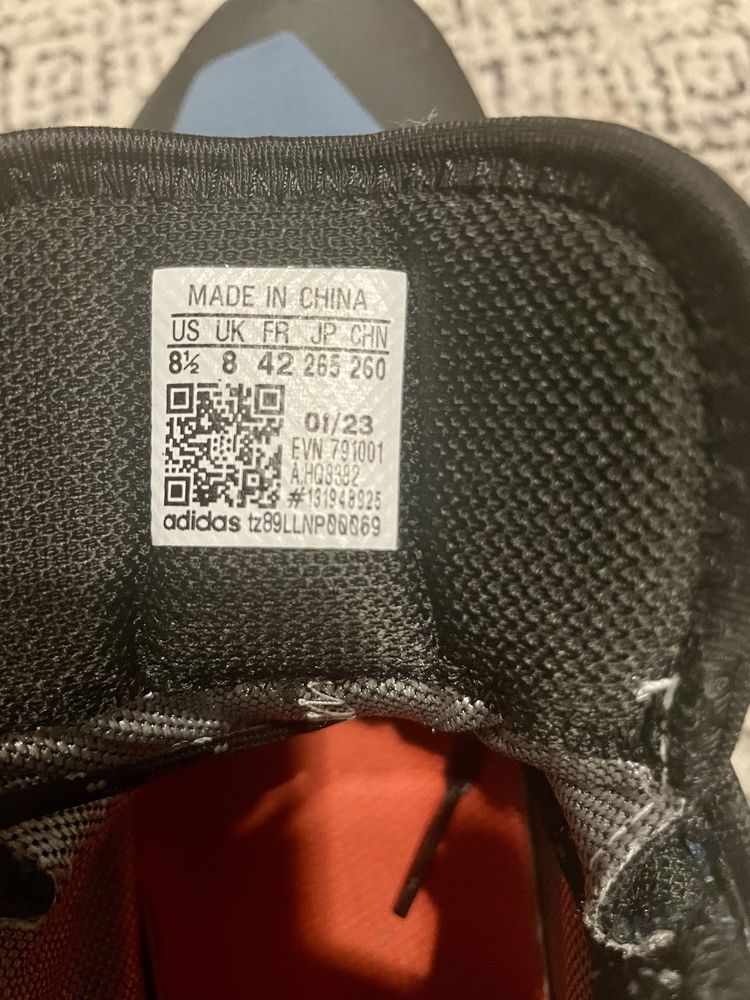 MADE IN CHINA
US UK FR JP CHN
8½ 8 42 265 260
01/23
EVN 791001
#131948925
adidas tz89LLNP00069